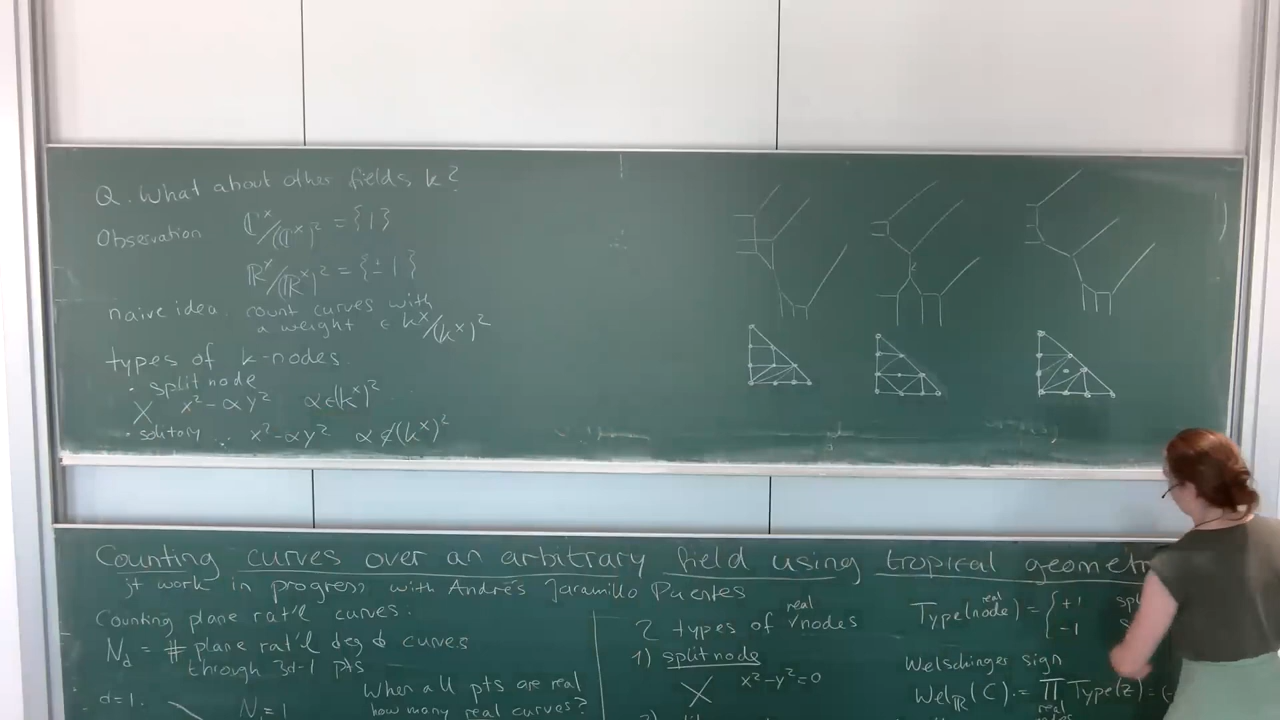 Q. What about other fields k?
Observation ℂ^×/(ℂ^×)^2 = {1}
ℝ^×/(ℝ^×)^2 = {±1}
naive idea. count curves with
a weight ∈ k^×/(k^×)^2
types of k-nodes.
• split node
x^2 - αy^2 α∈(k^×)^2
• solitary .. x^2 - αy^2 α∉(k^×)^2
Counting curves over an arbitrary field using tropical geomet
jt work in progress with Andrés Jaramillo Puentes
Counting plane rat'l curves.
N_d = # plane rat'l deg d curves
through 3d-1 pts
d=1.
N_1=1
When all pts are real
how many real curves?
2 types of real nodes
1) split node
x^2-y^2=0
2)
Type(real node) = { +1 spl
-1 s
Welschinger sign
Wel_ℝ(C).= ∏ Type(z)=(-
real